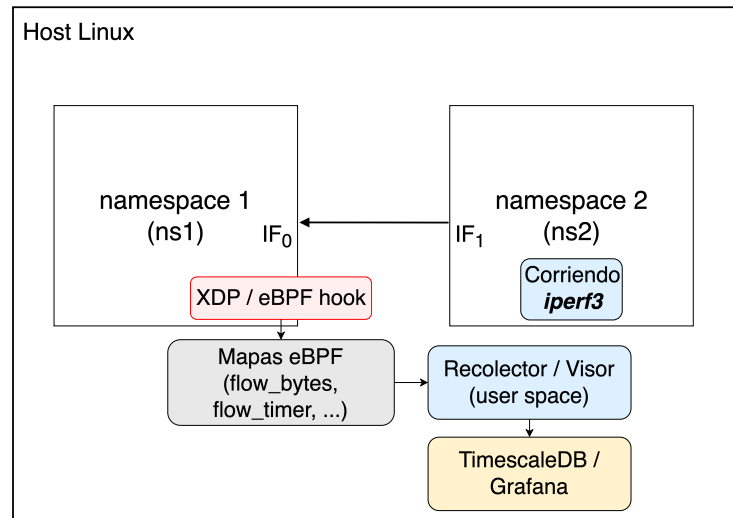 Host Linux
namespace 1
(ns1)
IF₀
namespace 2
(ns2)
IF₁
Corriendo
iperf3
XDP / eBPF hook
Mapas eBPF
(flow_bytes,
flow_timer, ...)
Recolector / Visor
(user space)
TimescaleDB /
Grafana